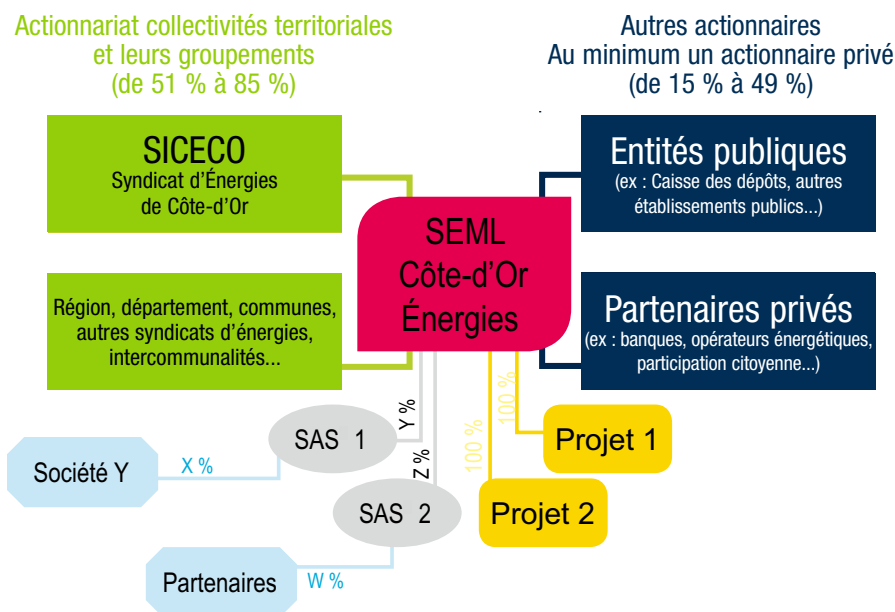 Actionnariat collectivités territoriales
et leurs groupements
(de 51 % à 85 %)
Autres actionnaires
Au minimum un actionnaire privé
(de 15 % à 49 %)
SICECO
Syndicat d'Énergies
de Côte-d'Or
Entités publiques
(ex : Caisse des dépôts, autres
établissements publics...)
SEML
Côte-d'Or
Énergies
Région, département, communes,
autres syndicats d'énergies,
intercommunalités...
Partenaires privés
(ex : banques, opérateurs énergétiques,
participation citoyenne...)
Y %
Z %
100 %
100 %
SAS 1
Projet 1
Société Y
X %
SAS 2
Projet 2
Partenaires
W %